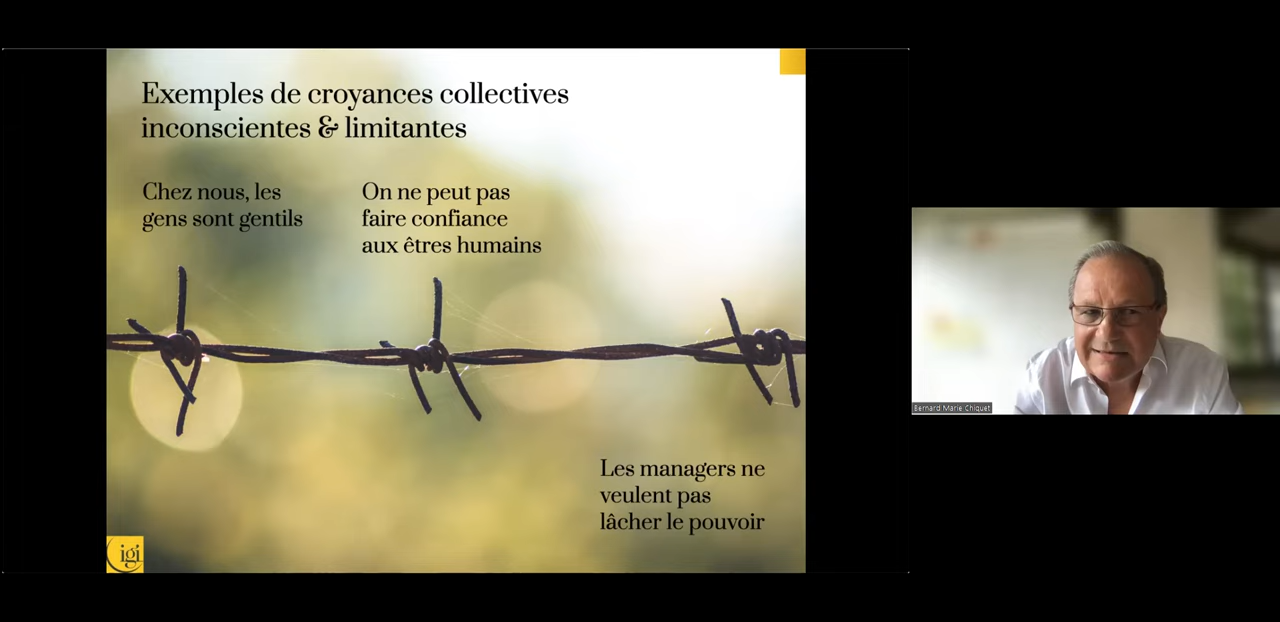 Exemples de croyances collectives
inconscientes & limitantes
Chez nous, les
gens sont gentils
On ne peut pas
faire confiance
aux êtres humains
Les managers ne
veulent pas
lâcher le pouvoir
igi
Bernard Marie Chiquet